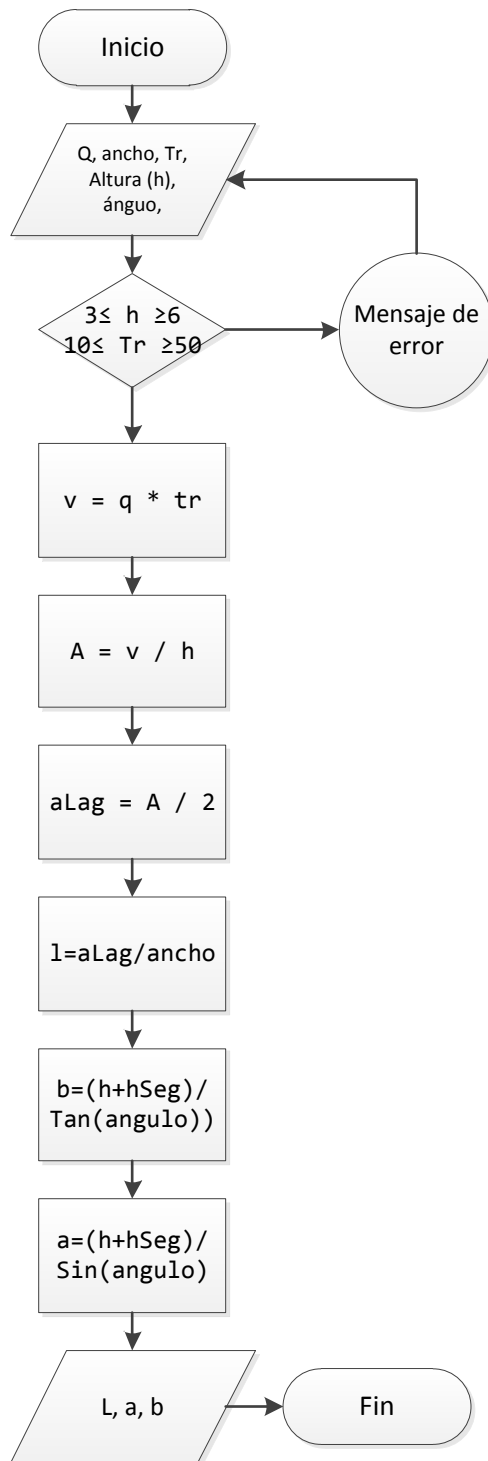 Inicio
Q, ancho, Tr,
Altura (h),
ánguo,
3≤ h ≥6
10≤ Tr ≥50
Mensaje de
error
v = q * tr
A = v / h
aLag = A / 2
l=aLag/ancho
b=(h+hSeg)/
Tan(angulo))
a=(h+hSeg)/
Sin(angulo)
L, a, b
Fin